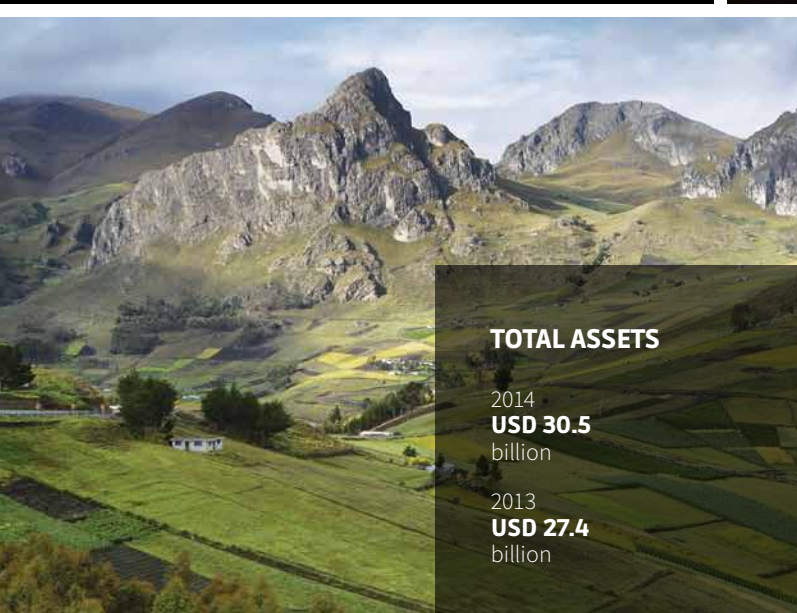 TOTAL ASSETS
2014
USD 30.5
billion
2013
USD 27.4
billion